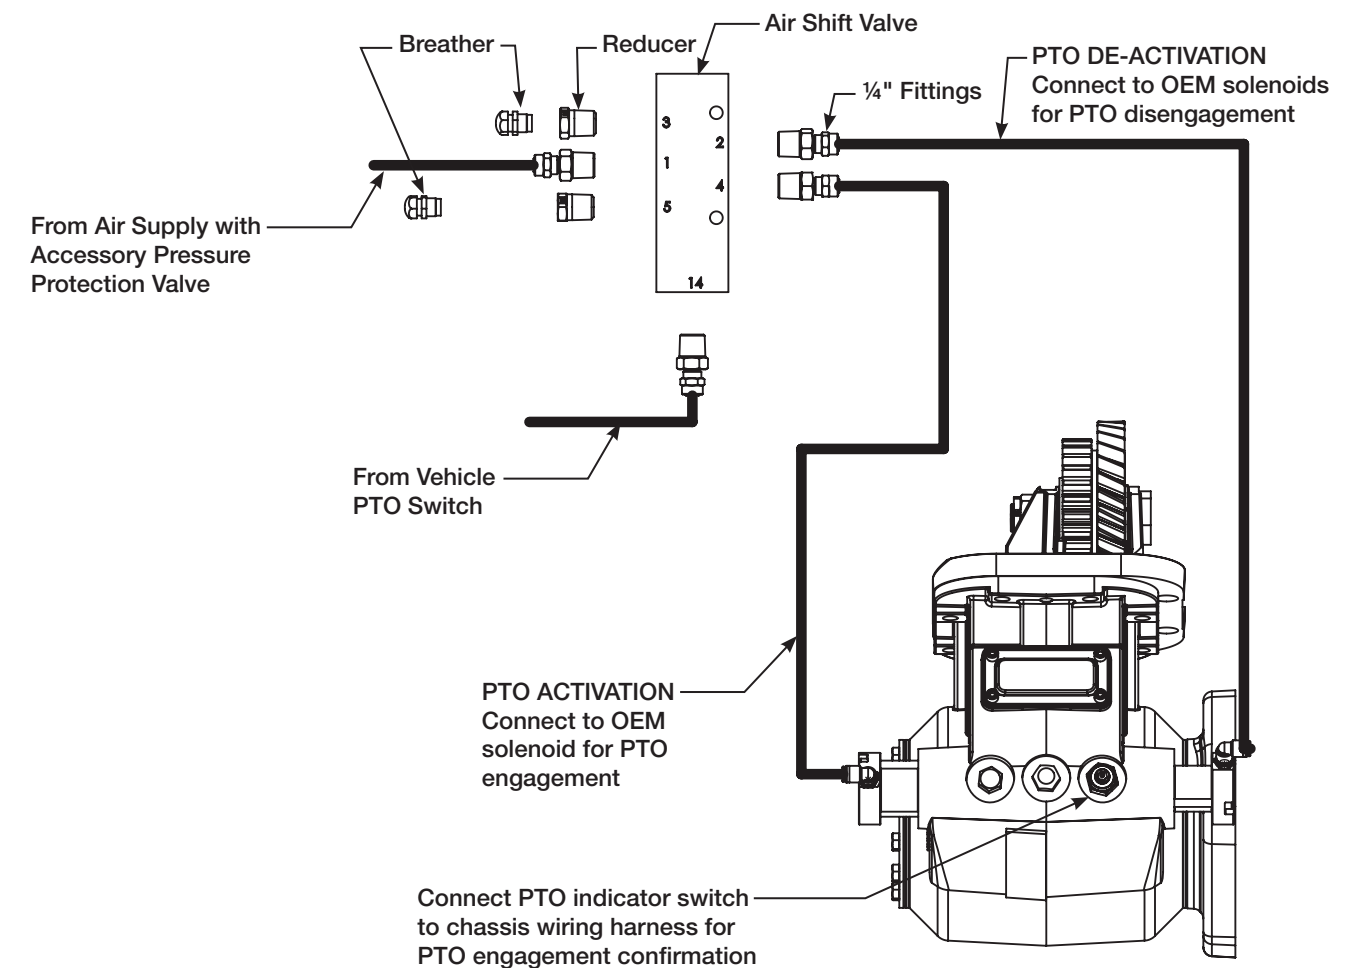 Air Shift Valve
Breather
Reducer
PTO DE-ACTIVATION
Connect to OEM solenoids
for PTO disengagement
¼" Fittings
3
2
1
4
5
14
From Air Supply with
Accessory Pressure
Protection Valve
From Vehicle
PTO Switch
PTO ACTIVATION
Connect to OEM
solenoid for PTO
engagement
Connect PTO indicator switch
to chassis wiring harness for
PTO engagement confirmation